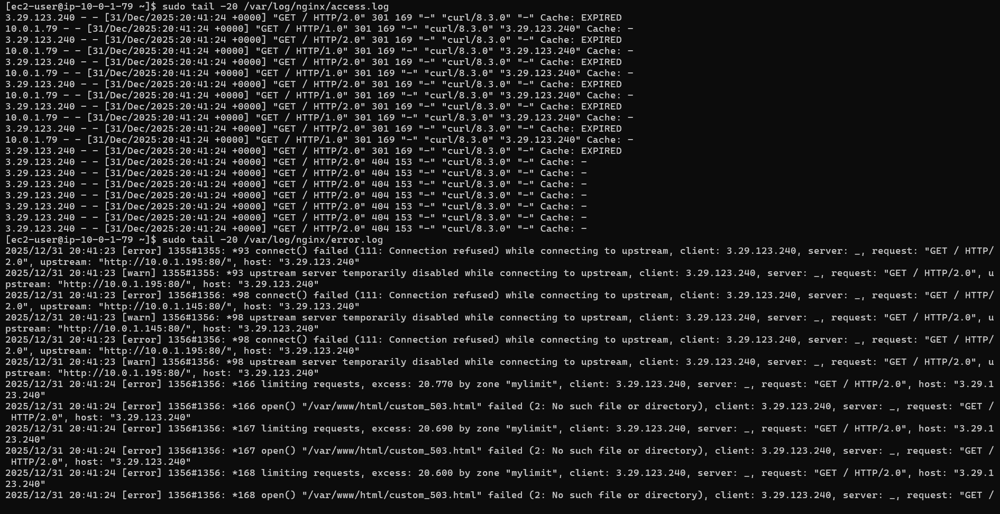 [ec2-user@ip-10-0-1-79 ~]$ sudo tail -20 /var/log/nginx/access.log
3.29.123.240 - - [31/Dec/2025:20:41:24 +0000] "GET / HTTP/2.0" 301 169 "-" "curl/8.3.0" "-" Cache: EXPIRED
10.0.1.79 - - [31/Dec/2025:20:41:24 +0000] "GET / HTTP/1.0" 301 169 "-" "curl/8.3.0" "3.29.123.240" Cache: -
3.29.123.240 - - [31/Dec/2025:20:41:24 +0000] "GET / HTTP/2.0" 301 169 "-" "curl/8.3.0" "-" Cache: EXPIRED
10.0.1.79 - - [31/Dec/2025:20:41:24 +0000] "GET / HTTP/1.0" 301 169 "-" "curl/8.3.0" "3.29.123.240" Cache: -
3.29.123.240 - - [31/Dec/2025:20:41:24 +0000] "GET / HTTP/2.0" 301 169 "-" "curl/8.3.0" "-" Cache: EXPIRED
10.0.1.79 - - [31/Dec/2025:20:41:24 +0000] "GET / HTTP/1.0" 301 169 "-" "curl/8.3.0" "3.29.123.240" Cache: -
3.29.123.240 - - [31/Dec/2025:20:41:24 +0000] "GET / HTTP/2.0" 301 169 "-" "curl/8.3.0" "-" Cache: EXPIRED
10.0.1.79 - - [31/Dec/2025:20:41:24 +0000] "GET / HTTP/1.0" 301 169 "-" "curl/8.3.0" "3.29.123.240" Cache: -
3.29.123.240 - - [31/Dec/2025:20:41:24 +0000] "GET / HTTP/2.0" 301 169 "-" "curl/8.3.0" "-" Cache: EXPIRED
10.0.1.79 - - [31/Dec/2025:20:41:24 +0000] "GET / HTTP/1.0" 301 169 "-" "curl/8.3.0" "3.29.123.240" Cache: -
3.29.123.240 - - [31/Dec/2025:20:41:24 +0000] "GET / HTTP/2.0" 301 169 "-" "curl/8.3.0" "-" Cache: EXPIRED
10.0.1.79 - - [31/Dec/2025:20:41:24 +0000] "GET / HTTP/1.0" 301 169 "-" "curl/8.3.0" "3.29.123.240" Cache: -
3.29.123.240 - - [31/Dec/2025:20:41:24 +0000] "GET / HTTP/2.0" 301 169 "-" "curl/8.3.0" "-" Cache: EXPIRED
3.29.123.240 - - [31/Dec/2025:20:41:24 +0000] "GET / HTTP/2.0" 404 153 "-" "curl/8.3.0" "-" Cache: -
3.29.123.240 - - [31/Dec/2025:20:41:24 +0000] "GET / HTTP/2.0" 404 153 "-" "curl/8.3.0" "-" Cache: -
3.29.123.240 - - [31/Dec/2025:20:41:24 +0000] "GET / HTTP/2.0" 404 153 "-" "curl/8.3.0" "-" Cache: -
3.29.123.240 - - [31/Dec/2025:20:41:24 +0000] "GET / HTTP/2.0" 404 153 "-" "curl/8.3.0" "-" Cache: -
3.29.123.240 - - [31/Dec/2025:20:41:24 +0000] "GET / HTTP/2.0" 404 153 "-" "curl/8.3.0" "-" Cache: -
3.29.123.240 - - [31/Dec/2025:20:41:24 +0000] "GET / HTTP/2.0" 404 153 "-" "curl/8.3.0" "-" Cache: -
3.29.123.240 - - [31/Dec/2025:20:41:24 +0000] "GET / HTTP/2.0" 404 153 "-" "curl/8.3.0" "-" Cache: -
[ec2-user@ip-10-0-1-79 ~]$ sudo tail -20 /var/log/nginx/error.log
2025/12/31 20:41:23 [error] 1355#1355: *93 connect() failed (111: Connection refused) while connecting to upstream, client: 3.29.123.240, server: _, request: "GET / HTTP/
2.0", upstream: "http://10.0.1.195:80/", host: "3.29.123.240"
2025/12/31 20:41:23 [warn] 1355#1355: *93 upstream server temporarily disabled while connecting to upstream, client: 3.29.123.240, server: _, request: "GET / HTTP/2.0", u
pstream: "http://10.0.1.195:80/", host: "3.29.123.240"
2025/12/31 20:41:23 [error] 1356#1356: *98 connect() failed (111: Connection refused) while connecting to upstream, client: 3.29.123.240, server: _, request: "GET / HTTP/
2.0", upstream: "http://10.0.1.145:80/", host: "3.29.123.240"
2025/12/31 20:41:23 [warn] 1356#1356: *98 upstream server temporarily disabled while connecting to upstream, client: 3.29.123.240, server: _, request: "GET / HTTP/2.0", u
pstream: "http://10.0.1.145:80/", host: "3.29.123.240"
2025/12/31 20:41:23 [error] 1356#1356: *98 connect() failed (111: Connection refused) while connecting to upstream, client: 3.29.123.240, server: _, request: "GET / HTTP/
2.0", upstream: "http://10.0.1.195:80/", host: "3.29.123.240"
2025/12/31 20:41:23 [warn] 1356#1356: *98 upstream server temporarily disabled while connecting to upstream, client: 3.29.123.240, server: _, request: "GET / HTTP/2.0", u
pstream: "http://10.0.1.195:80/", host: "3.29.123.240"
2025/12/31 20:41:24 [error] 1356#1356: *166 limiting requests, excess: 20.770 by zone "mylimit", client: 3.29.123.240, server: _, request: "GET / HTTP/2.0", host: "3.29.1
23.240"
2025/12/31 20:41:24 [error] 1356#1356: *166 open() "/var/www/html/custom_503.html" failed (2: No such file or directory), client: 3.29.123.240, server: _, request: "GET /
 HTTP/2.0", host: "3.29.123.240"
2025/12/31 20:41:24 [error] 1356#1356: *167 limiting requests, excess: 20.690 by zone "mylimit", client: 3.29.123.240, server: _, request: "GET / HTTP/2.0", host: "3.29.1
23.240"
2025/12/31 20:41:24 [error] 1356#1356: *167 open() "/var/www/html/custom_503.html" failed (2: No such file or directory), client: 3.29.123.240, server: _, request: "GET /
 HTTP/2.0", host: "3.29.123.240"
2025/12/31 20:41:24 [error] 1356#1356: *168 limiting requests, excess: 20.600 by zone "mylimit", client: 3.29.123.240, server: _, request: "GET / HTTP/2.0", host: "3.29.1
23.240"
2025/12/31 20:41:24 [error] 1356#1356: *168 open() "/var/www/html/custom_503.html" failed (2: No such file or directory), client: 3.29.123.240, server: _, request: "GET /